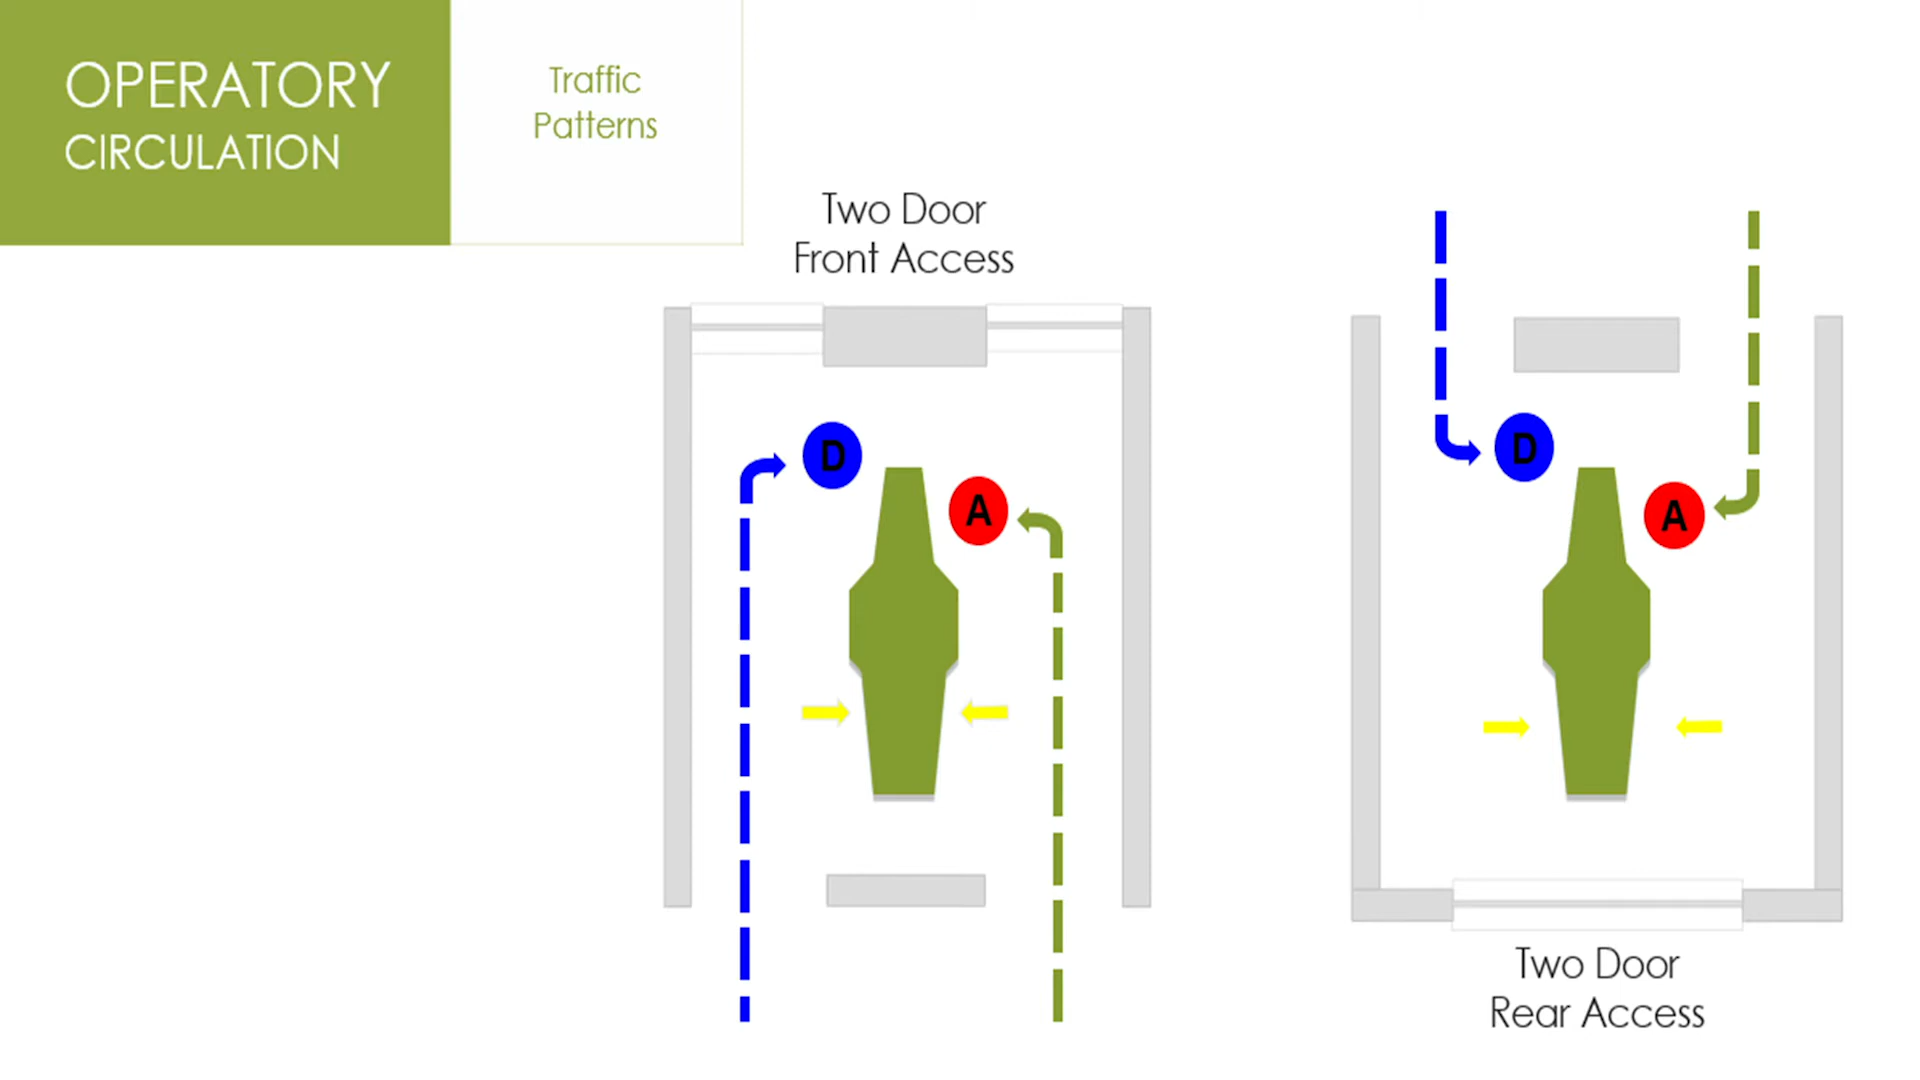 OPERATORY
CIRCULATION
Traffic
Patterns
Two Door
Front Access
D
A
D
A
Two Door
Rear Access